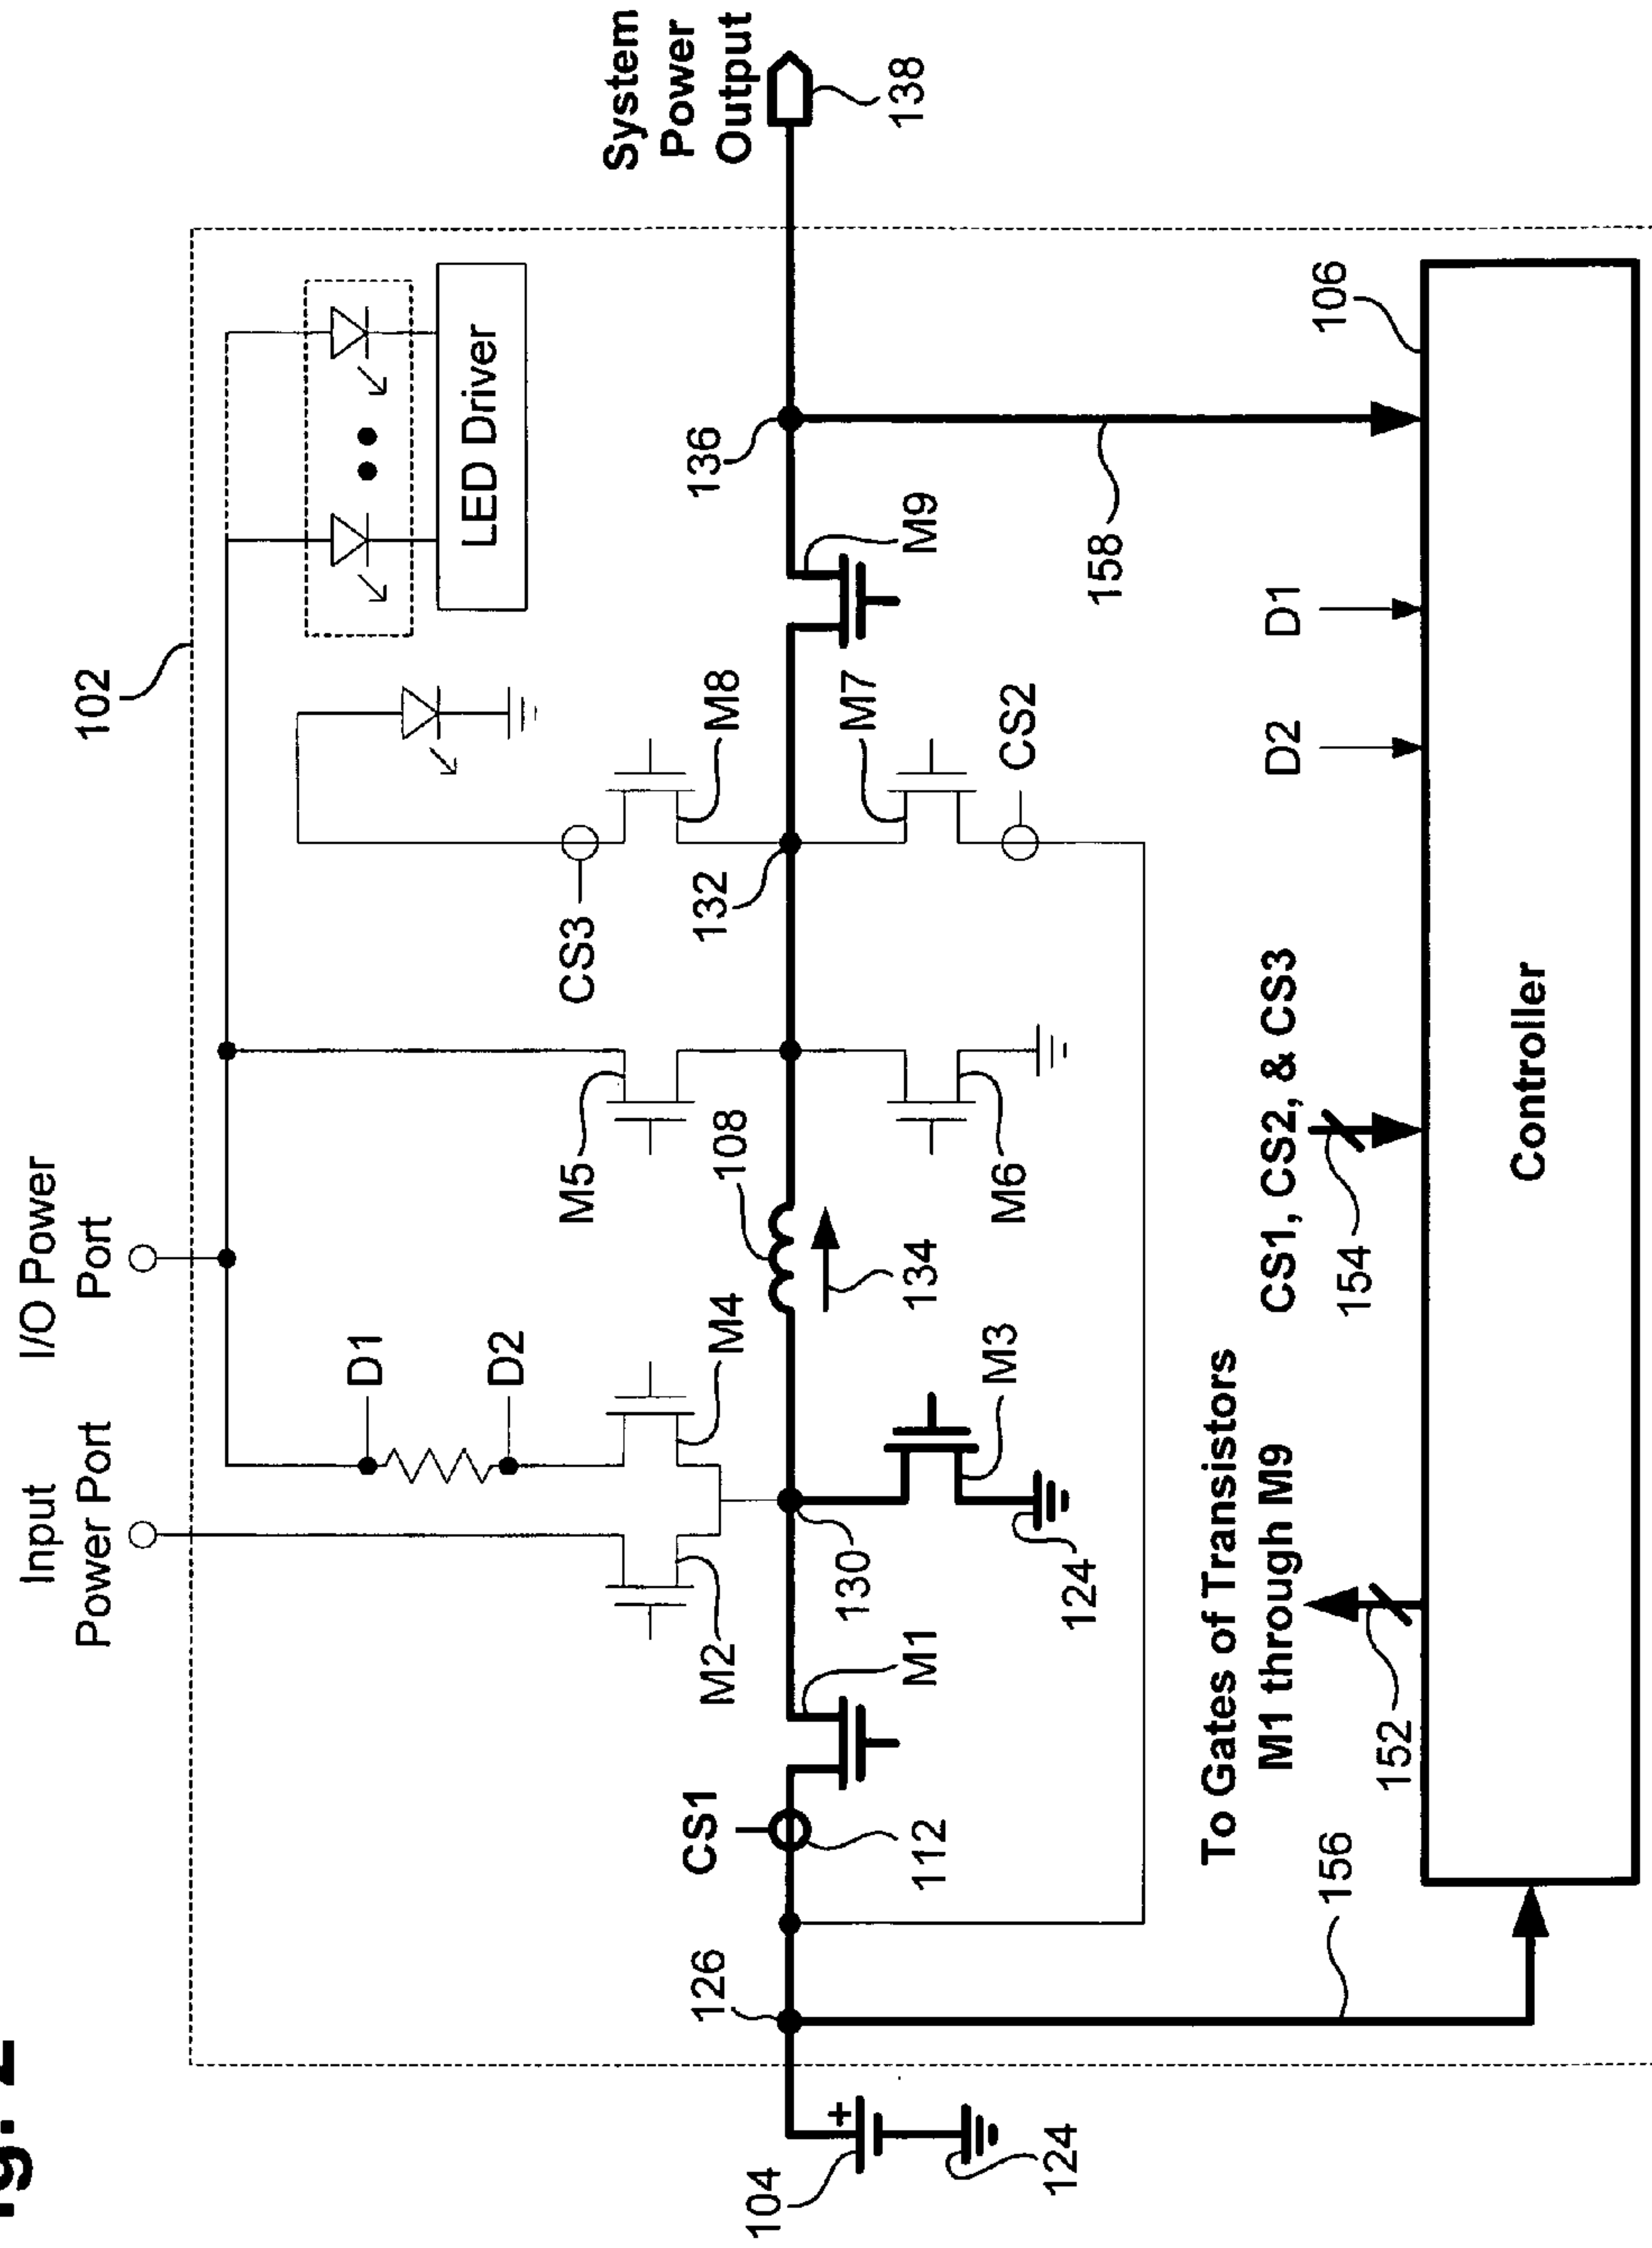 Input
Power Port
I/O Power
Port
102
D1
D2
M2
M4
M5
CS3
M8
LED Driver
System
Power
Output
138
126
CS1
112
M1
130
M3
124
134
108
M6
132
M7
CS2
M9
136
158
104
+
124
156
To Gates of Transistors
M1 through M9
152
CS1, CS2, & CS3
154
D2
D1
106
Controller